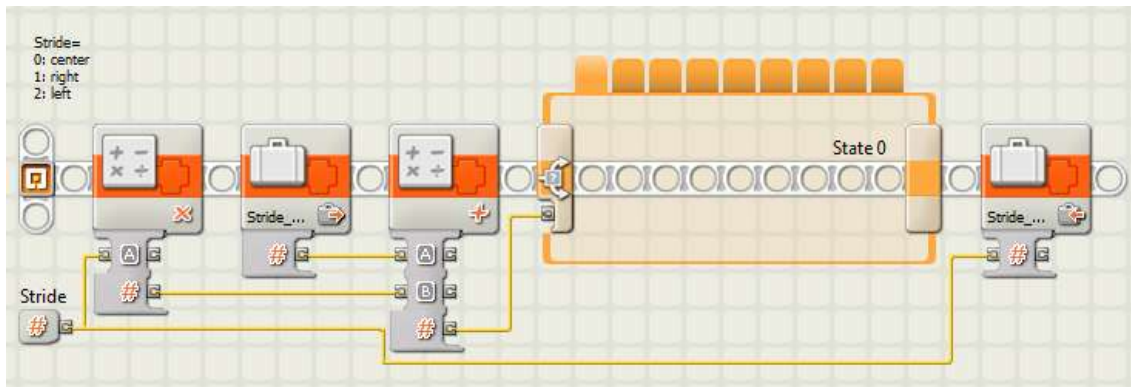 Stride=
0: center
1: right
2: left
State 0
Stride_...
Stride_...
A
A
B
Stride
#
#
#
#
#